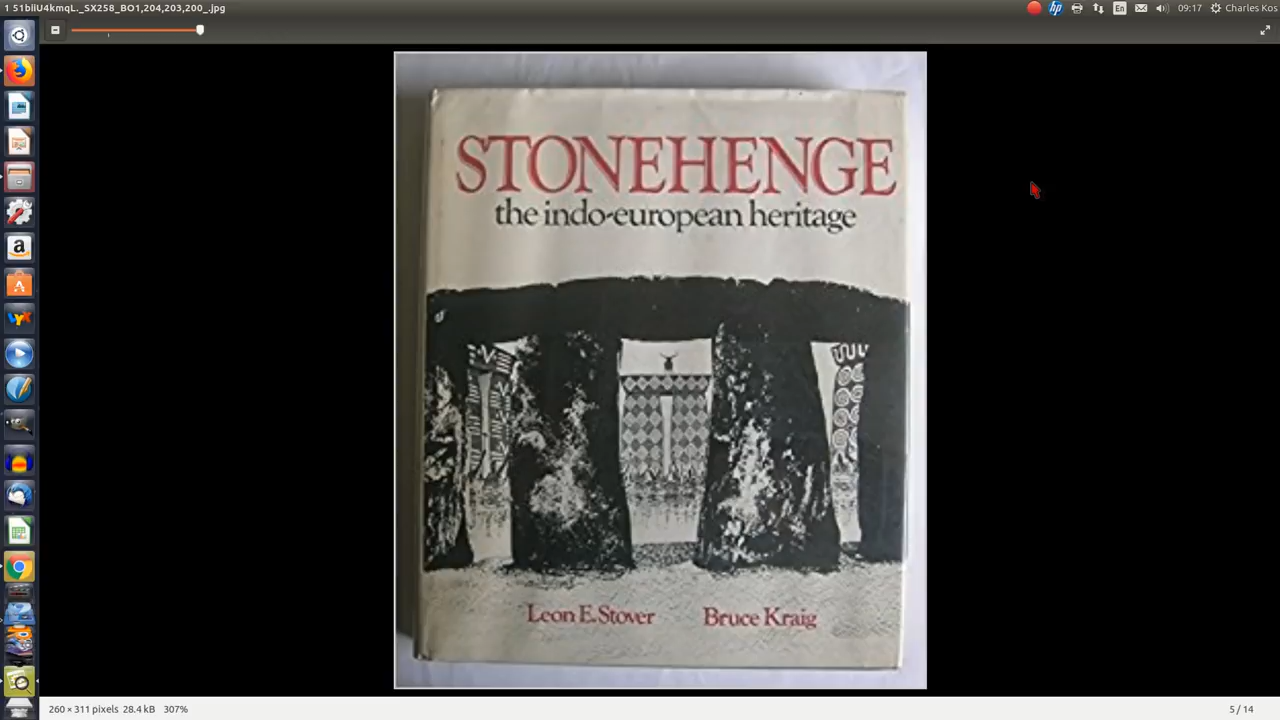 1 51bliU4kmqL._SX258_BO1,204,203,200_.jpg
En
09:17
Charles Kos
STONEHENGE
the indo-european heritage
Leon E. Stover
Bruce Kraig
260 × 311 pixels 28.4 kB 307%
5 / 14